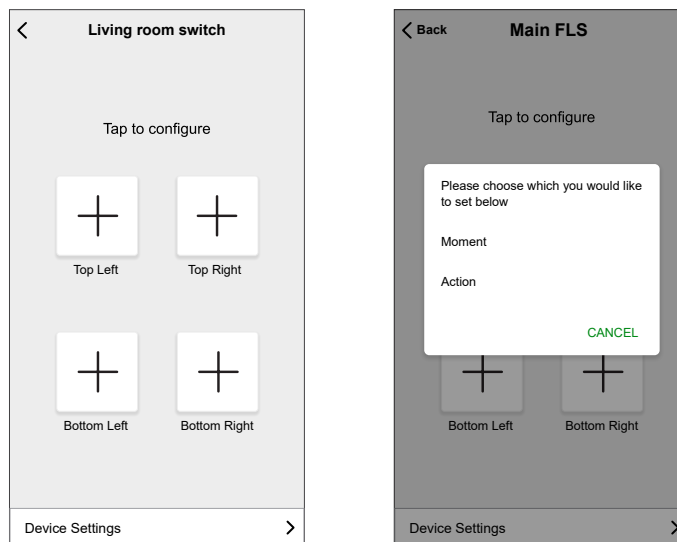 Living room switch
Tap to configure
Top Left
Top Right
Bottom Left
Bottom Right
Device Settings
Back
Main FLS
Tap to configure
Please choose which you would like
to set below
Moment
Action
CANCEL
Bottom Left
Bottom Right
Device Settings